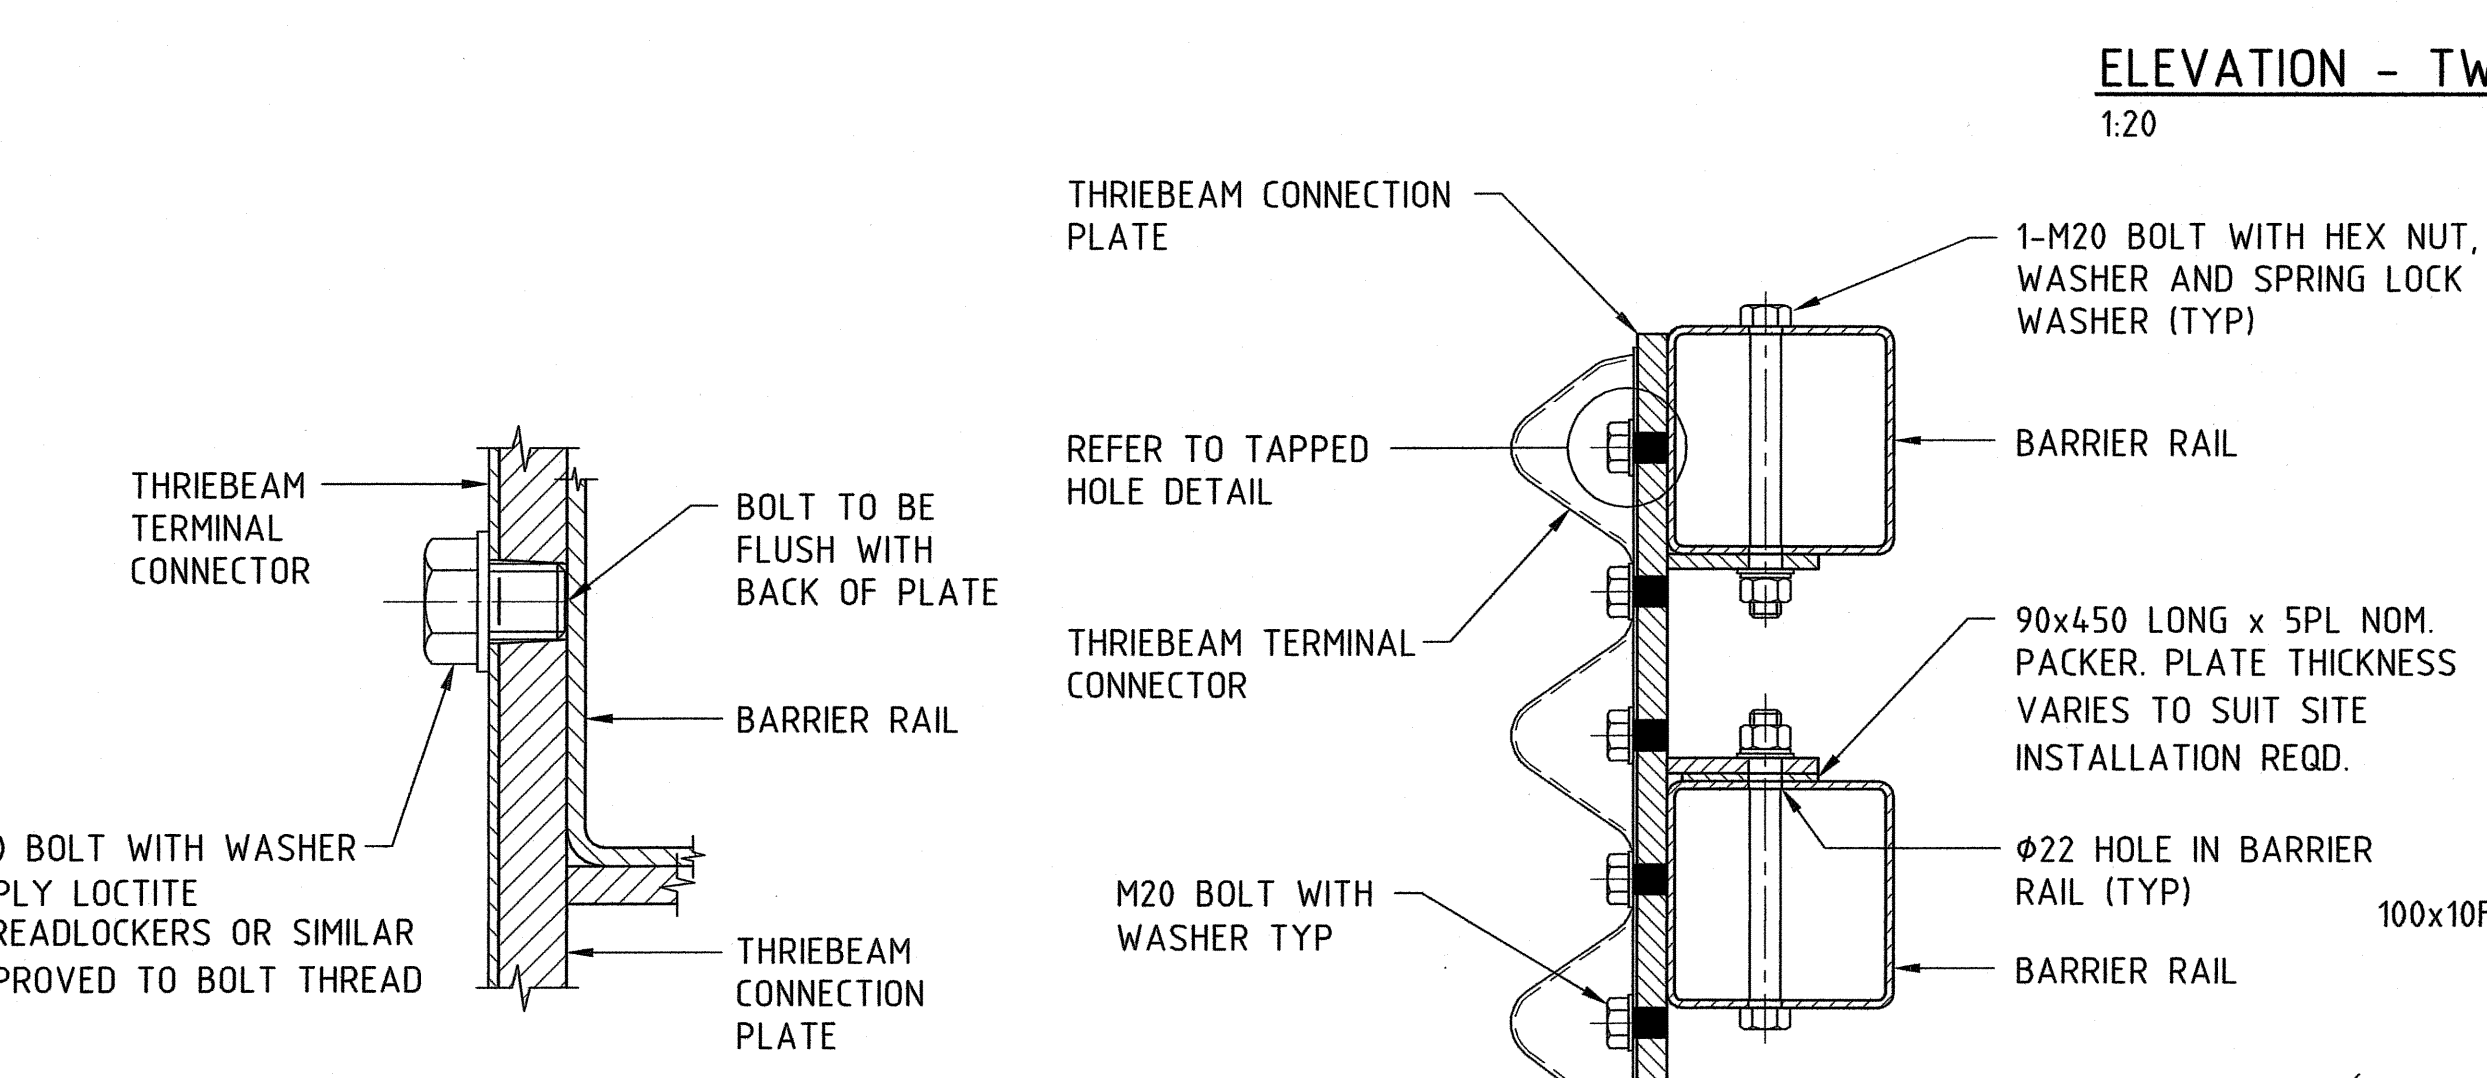 ELEVATION - TW
1:20
THRIEBEAM CONNECTION
PLATE
1-M20 BOLT WITH HEX NUT,
WASHER AND SPRING LOCK
WASHER (TYP)
REFER TO TAPPED
HOLE DETAIL
BARRIER RAIL
THRIEBEAM
TERMINAL
CONNECTOR
BOLT TO BE
FLUSH WITH
BACK OF PLATE
THRIEBEAM TERMINAL
CONNECTOR
90x450 LONG x 5PL NOM.
PACKER. PLATE THICKNESS
VARIES TO SUIT SITE
INSTALLATION REQD.
BARRIER RAIL
BOLT WITH WASHER
PLY LOCTITE
READLOCKERS OR SIMILAR
PROVED TO BOLT THREAD
M20 BOLT WITH
WASHER TYP
Φ22 HOLE IN BARRIER
RAIL (TYP)
100x10F
THRIEBEAM
CONNECTION
PLATE
BARRIER RAIL